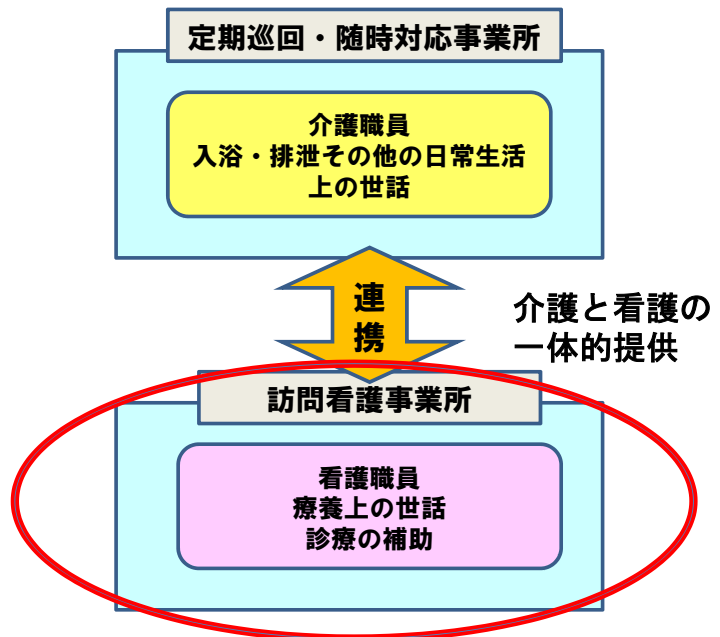 定期巡回・随時対応事業所
介護職員
入浴・排泄その他の日常生活
上の世話
連
携
介護と看護の
一体的提供
訪問看護事業所
看護職員
療養上の世話
診療の補助